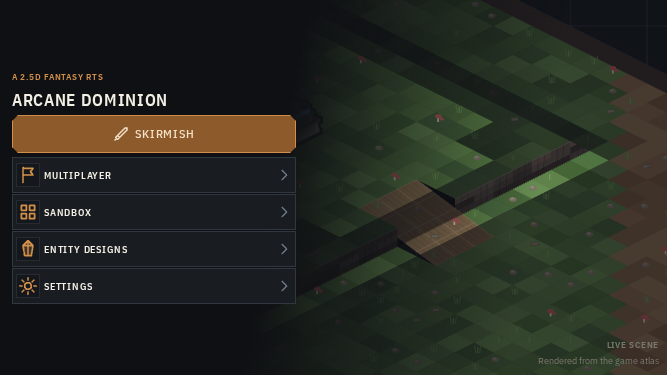 A 2.5D FANTASY RTS
ARCANE DOMINION
SKIRMISH
MULTIPLAYER
SANDBOX
ENTITY DESIGNS
SETTINGS
LIVE SCENE
Rendered from the game atlas